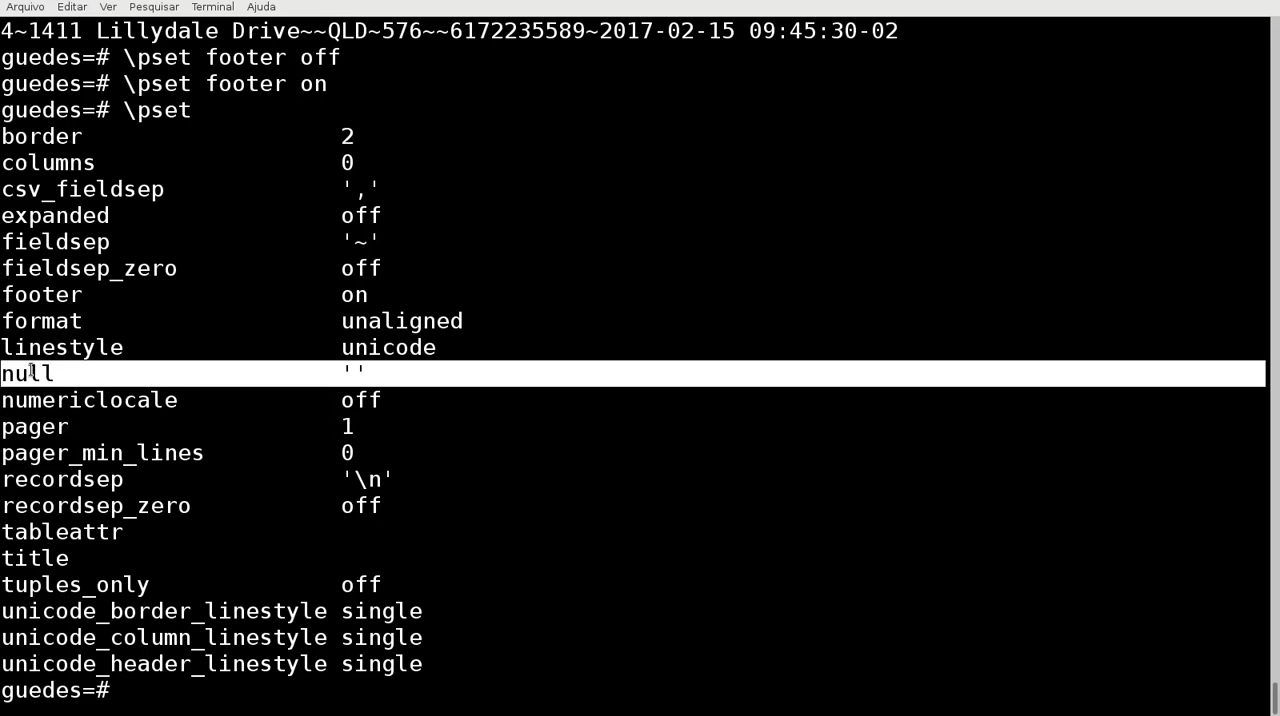 Arquivo Editar Ver Pesquisar Terminal Ajuda
4~1411 Lillydale Drive~~QLD~576~~6172235589~2017-02-15 09:45:30-02
guedes=# \pset footer off
guedes=# \pset footer on
guedes=# \pset
border 2
columns 0
csv_fieldsep ','
expanded off
fieldsep '~'
fieldsep_zero off
footer on
format unaligned
linestyle unicode
null ''
numericlocale off
pager 1
pager_min_lines 0
recordsep '\n'
recordsep_zero off
tableattr
title
tuples_only off
unicode_border_linestyle single
unicode_column_linestyle single
unicode_header_linestyle single
guedes=#